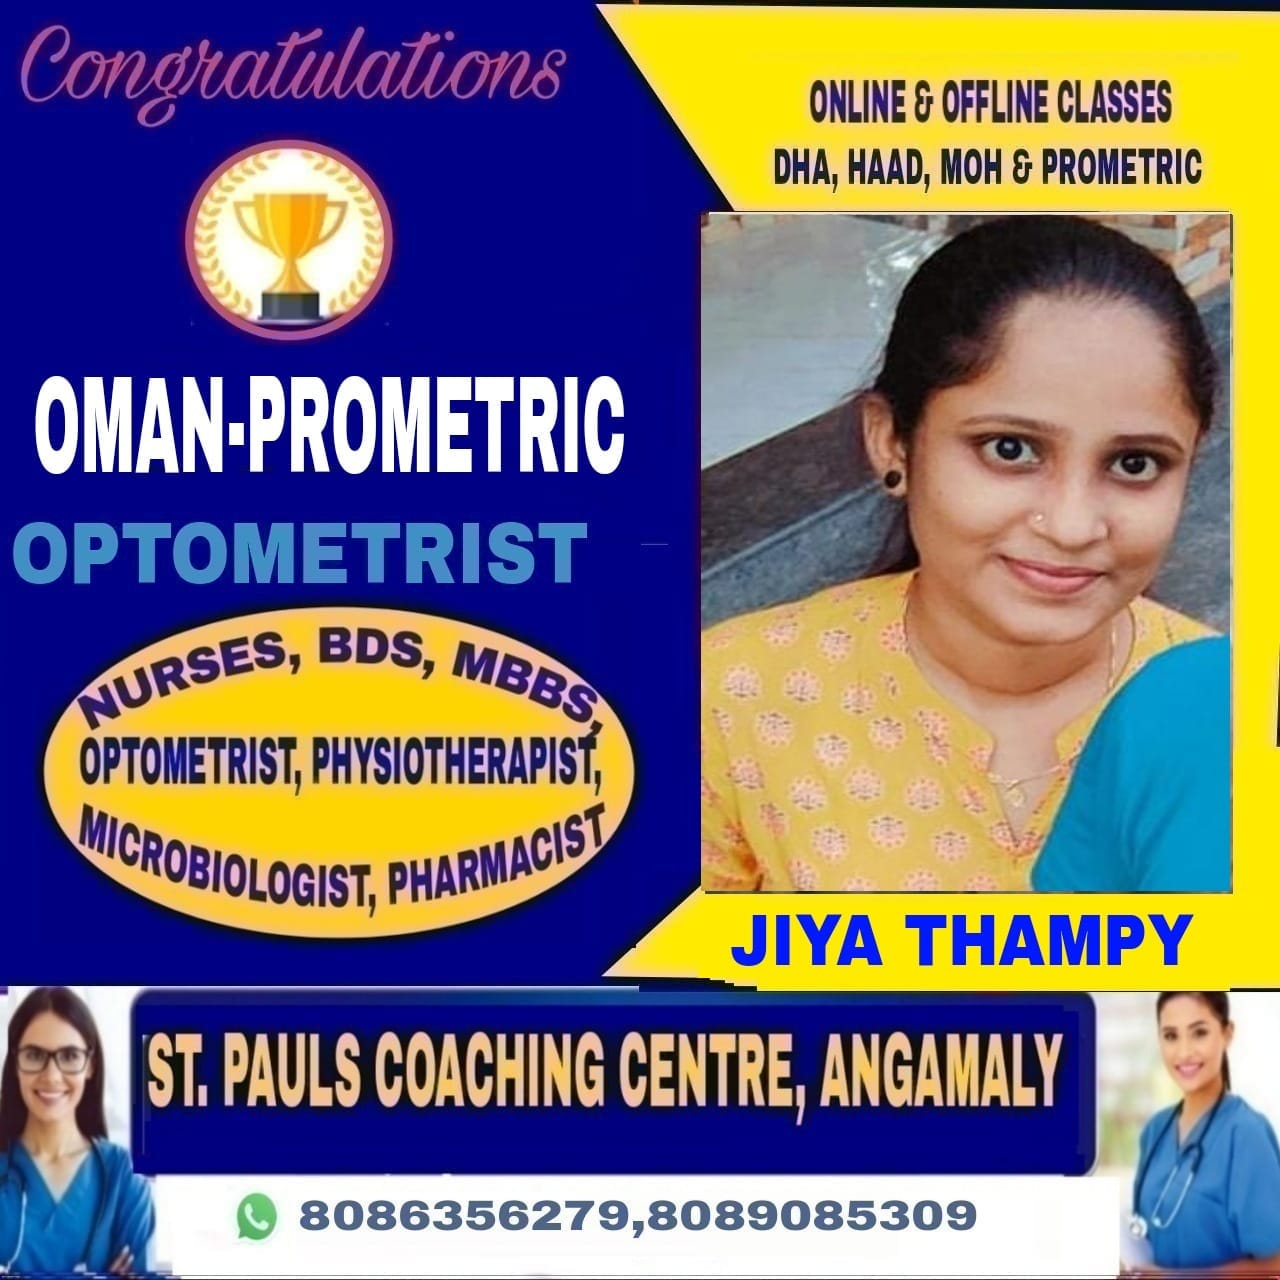 Congratulations
ONLINE & OFFLINE CLASSES
DHA, HAAD, MOH & PROMETRIC
OMAN-PROMETRIC
OPTOMETRIST
NURSES, BDS, MBBS,
OPTOMETRIST, PHYSIOTHERAPIST,
MICROBIOLOGIST, PHARMACIST
JIYA THAMPY
ST. PAULS COACHING CENTRE, ANGAMALY
8086356279,8089085309